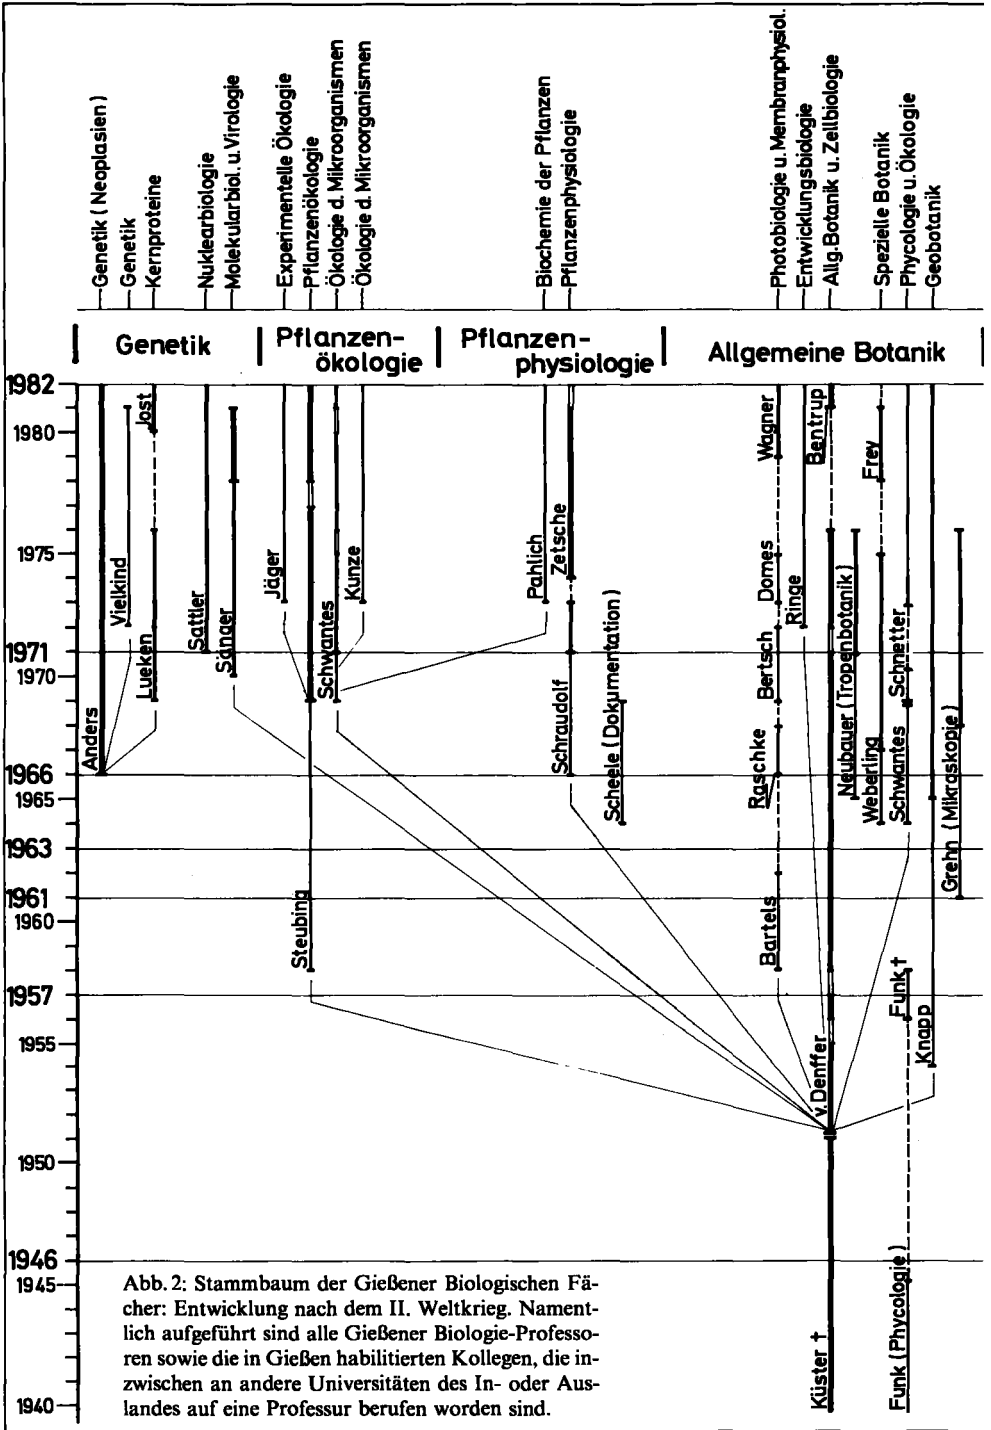 Genetik (Neoplasien)
Genetik
Kernproteine
Nuklearbiologie
Molekularbiol. u. Virologie
Experimentelle Ökologie
Pflanzenökologie
Ökologie d. Mikroorganismen
Ökologie d. Mikroorganismen
Biochemie der Pflanzen
Pflanzenphysiologie
Photobiologie u. Membranphysiol.
Entwicklungsbiologie
Allg. Botanik u. Zellbiologie
Spezielle Botanik
Phycologie u. Ökologie
Geobotanik
Genetik
Pflanzen-
ökologie
Pflanzen-
physiologie
Allgemeine Botanik
1982
1980
1975
1971
1970
1966
1965
1963
1961
1960
1957
1955
1950
1946
1945
1940
Anders
Vielkind
Jost
Lueken
Sattler
Sänger
Jäger
Steubing
Schwantes
Kunze
Pahlich
Zetsche
Schraudolf
Scheele (Dokumentation)
Wagner
Domes
Bertsch
Raschke
Bartels
Ringe
Bentrup
v. Denffer
Küster †
Neubauer (Tropenbotanik)
Frey
Weberling
Schnetter
Schwantes
Funk †
Funk (Phycologie)
Knapp
Grehn (Mikroskopie)
Abb. 2: Stammbaum der Gießener Biologischen Fä-
cher: Entwicklung nach dem II. Weltkrieg. Nament-
lich aufgeführt sind alle Gießener Biologie-Professo-
ren sowie die in Gießen habilitierten Kollegen, die in-
zwischen an andere Universitäten des In- oder Aus-
landes auf eine Professur berufen worden sind.